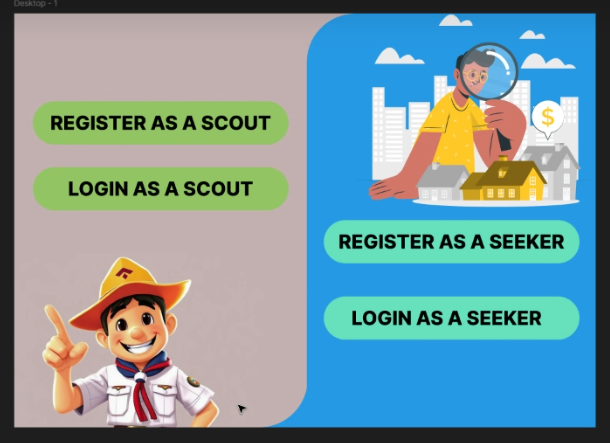 Desktop - 1
REGISTER AS A SCOUT
LOGIN AS A SCOUT
$
REGISTER AS A SEEKER
LOGIN AS A SEEKER